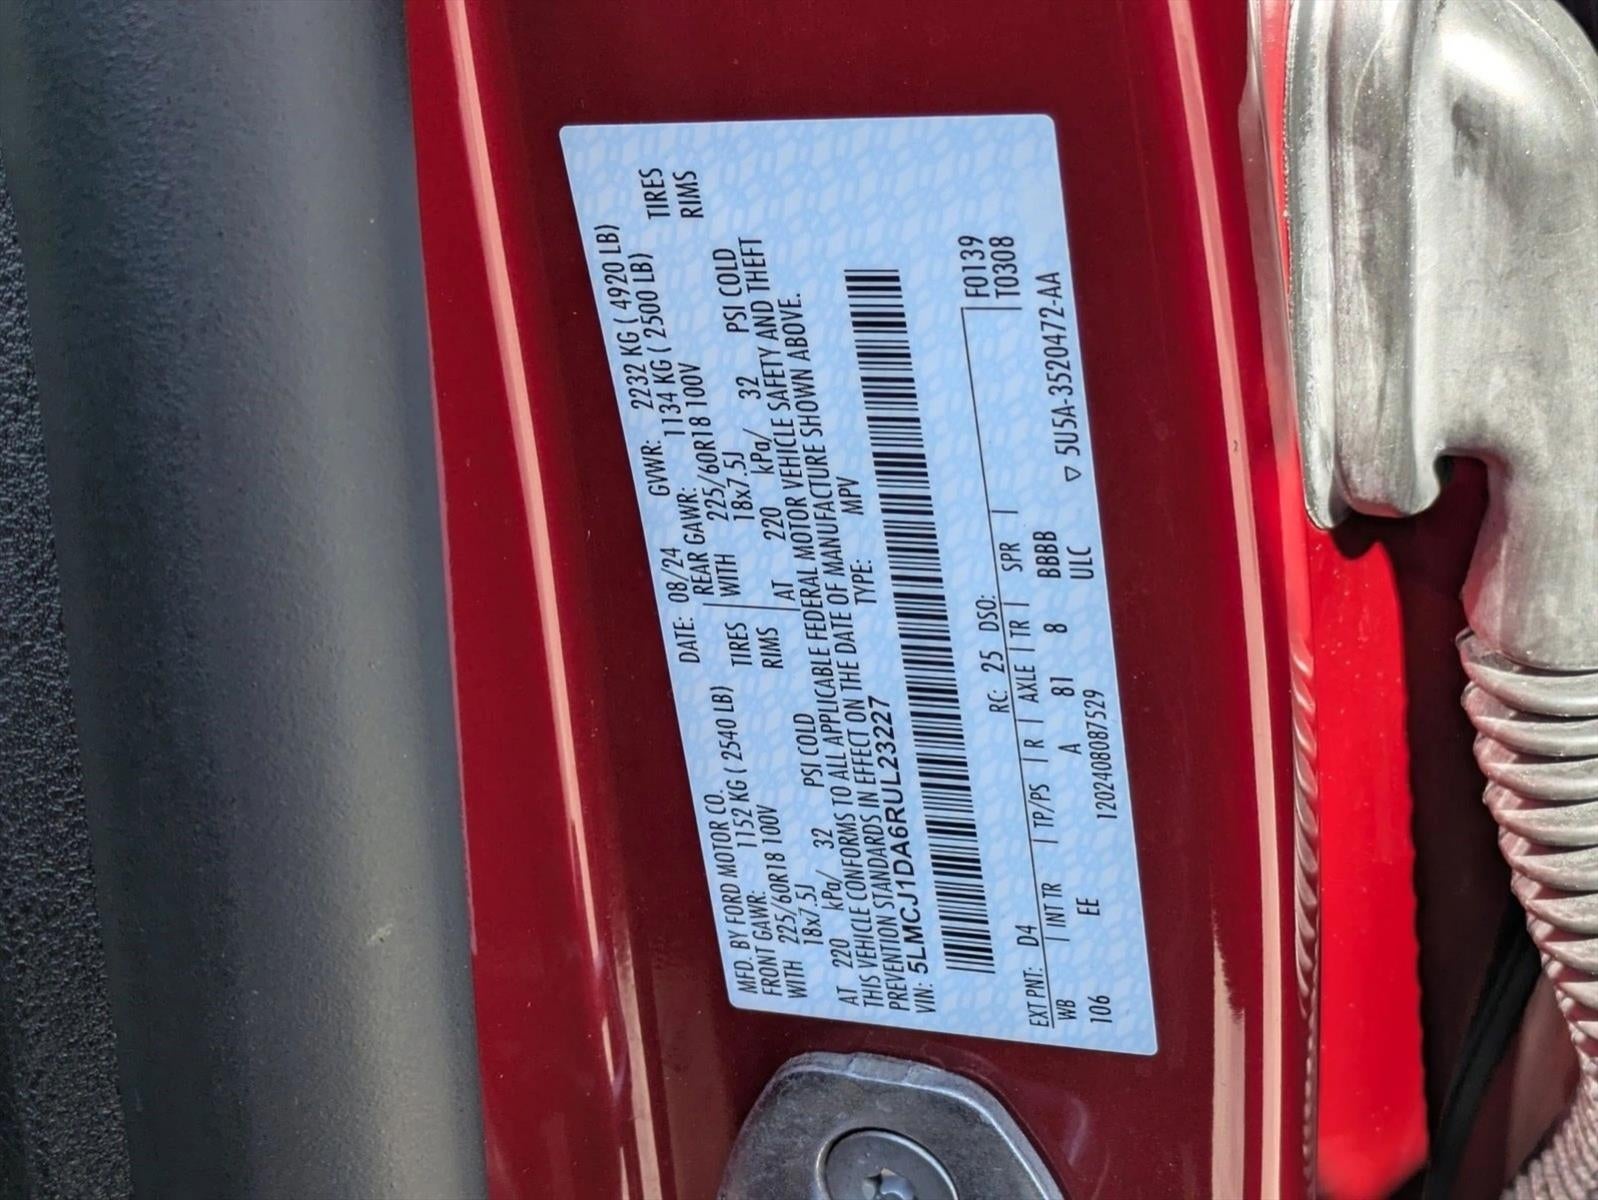 MFD. BY FORD MOTOR CO. DATE: 08/24 GVWR: 2232 KG ( 4920 LB)
FRONT GAWR: 1152 KG ( 2540 LB) REAR GAWR: 1134 KG ( 2500 LB)
WITH 225/60R18 100V TIRES WITH 225/60R18 100V TIRES
18x7.5J RIMS 18x7.5J RIMS
AT 220 kPa/ 32 PSI COLD AT 220 kPa/ 32 PSI COLD
THIS VEHICLE CONFORMS TO ALL APPLICABLE FEDERAL MOTOR VEHICLE SAFETY AND THEFT
PREVENTION STANDARDS IN EFFECT ON THE DATE OF MANUFACTURE SHOWN ABOVE.
VIN: 5LMCJ1DA6RUL23227 TYPE: MPV
F0139
EXT PNT: D4 RC: 25 DSO: T0308
WB INT TR TP/PS R AXLE TR SPR
106 EE A 81 8 BBBB
1202408087529 ULC ▽ 5U5A-3520472-AA